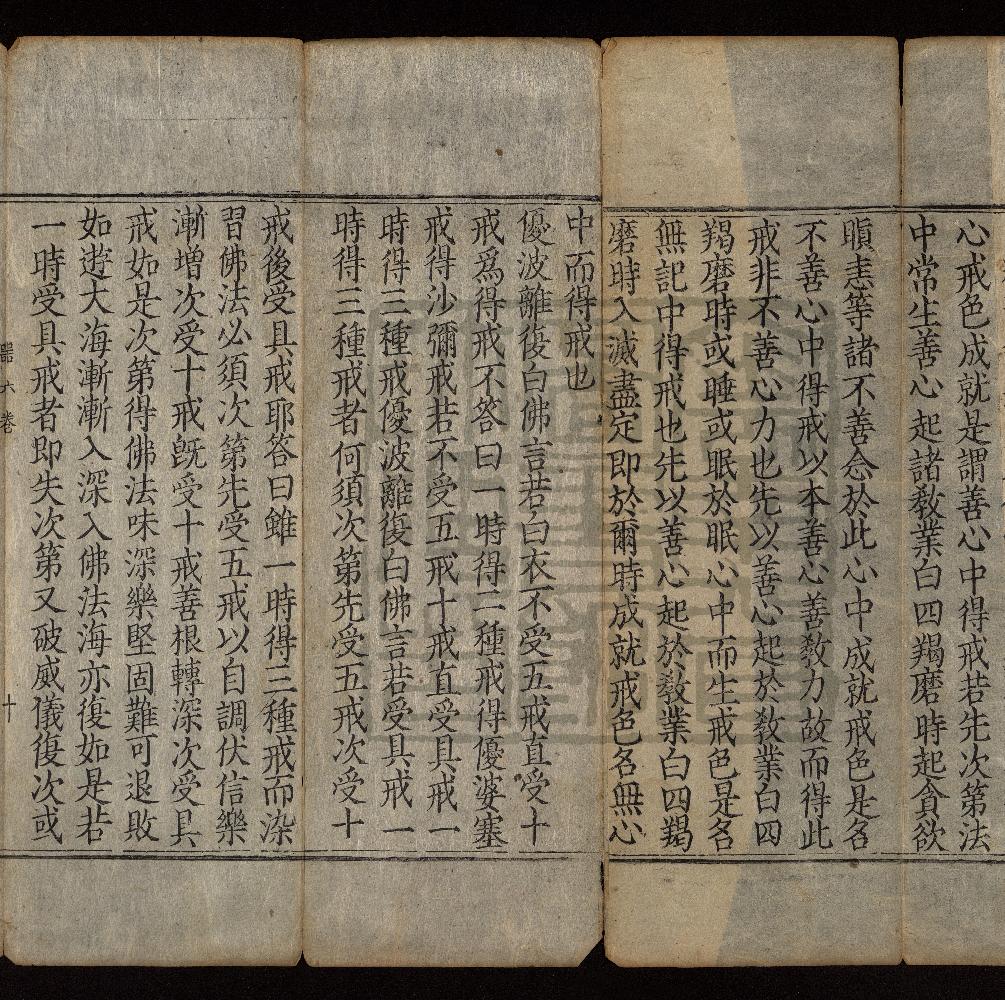 心戒色成就是謂善心中得戒若先次第法
中常生善心起諸教業白四羯磨時起貪欲
瞋恚等諸不善念於此心中成就戒色是名
不善心中得戒以本善心善教力故而得此
戒非不善心力也先以善心起於教業白四
羯磨時或睡或眠於眠心中而生戒色是名
無記中得戒也先以善心起於教業白四羯
磨時入滅盡定即於爾時成就戒色名無心
中而得戒也
優波離復白佛言若白衣不受五戒直受十
戒爲得戒不答曰一時得二種戒得優婆塞
戒得沙彌戒若不受五戒十戒直受具戒一
時得三種戒優波離復白佛言若受具戒一
時得三種戒者何須次第先受五戒次受十
戒後受具戒耶答曰雖一時得三種戒而染
習佛法必須次第先受五戒以自調伏信樂
漸增次受十戒既受十戒善根轉深次受具
戒如是次第得佛法味深樂堅固難可退敗
如遊大海漸漸入深入佛法海亦復如是若
一時受具戒者即失次第又破威儀復次或
六卷
十